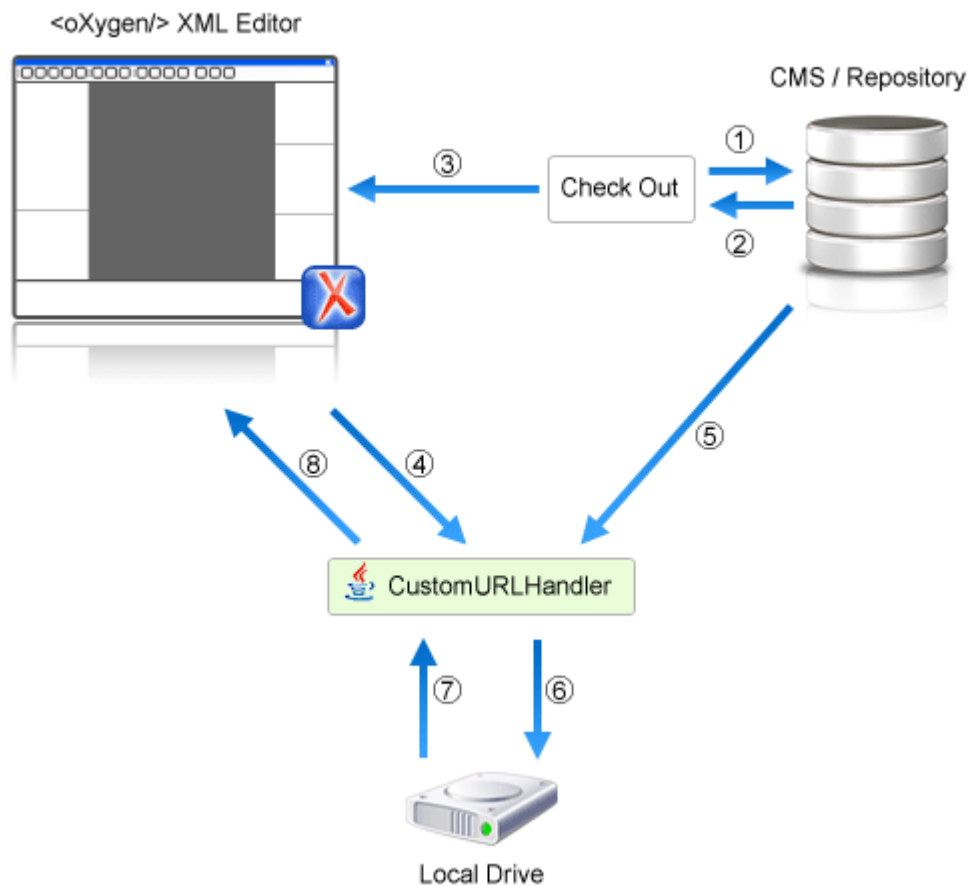 <oXygen/> XML Editor
CMS / Repository
①
③
Check Out
②
⑤
⑧
④
CustomURLHandler
⑦
⑥
Local Drive